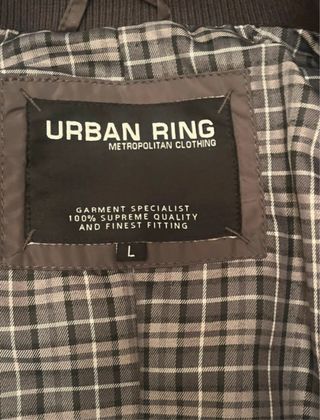 URBAN RING
METROPOLITAN CLOTHING
GARMENT SPECIALIST
100% SUPREME QUALITY
AND FINEST FITTING
L